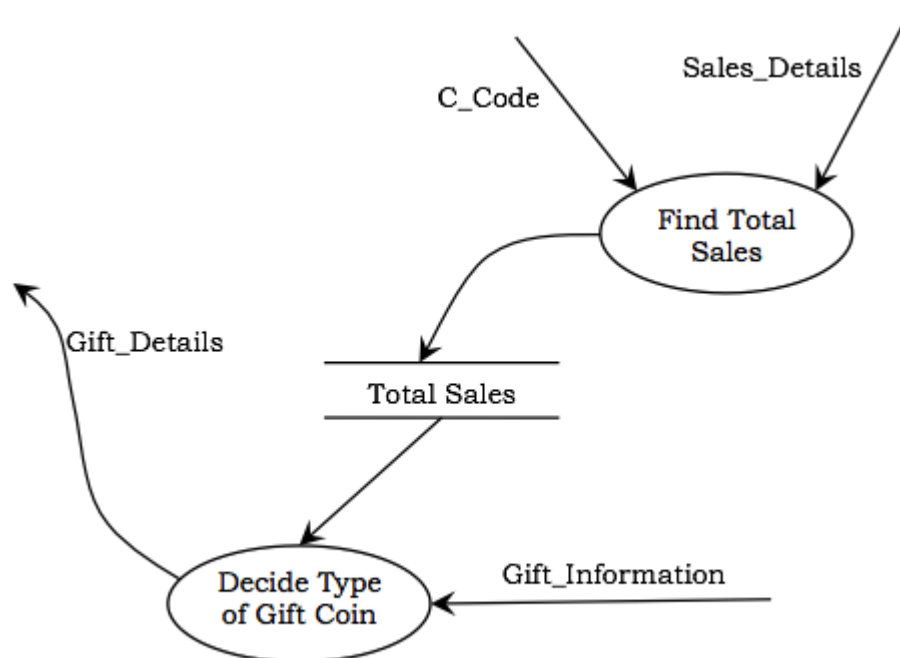 Sales_Details
C_Code
Find Total
Sales
Gift_Details
Total Sales
Gift_Information
Decide Type
of Gift Coin